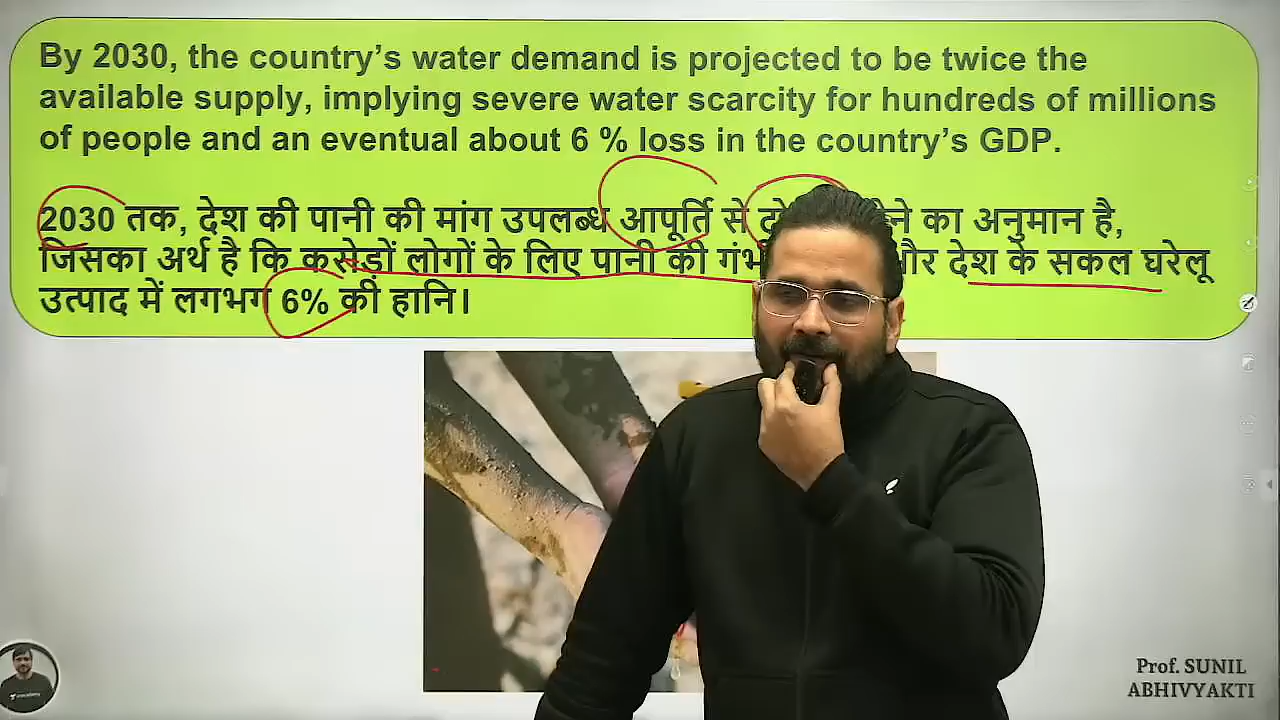 By 2030, the country's water demand is projected to be twice the
available supply, implying severe water scarcity for hundreds of millions
of people and an eventual about 6 % loss in the country's GDP.
2030 तक, देश की पानी की मांग उपलब्ध आपूर्ति से का अनुमान है,
जिसका अर्थ है कि करोड़ों लोगों के लिए पानी की और देश के सकल घरेलू
उत्पाद में लगभग 6% की हानि।
Prof. SUNIL
ABHIVYAKTI